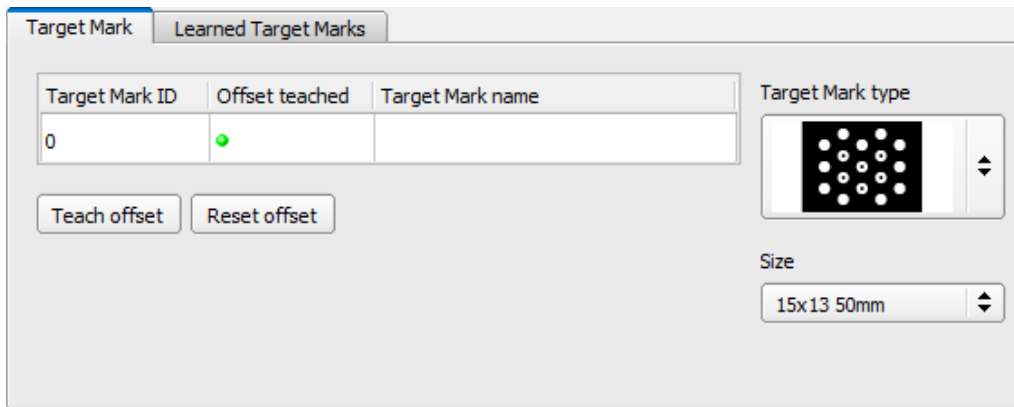 Target Mark
Learned Target Marks
Target Mark ID
Offset teached
Target Mark name
0
Teach offset
Reset offset
Target Mark type
Size
15x13 50mm